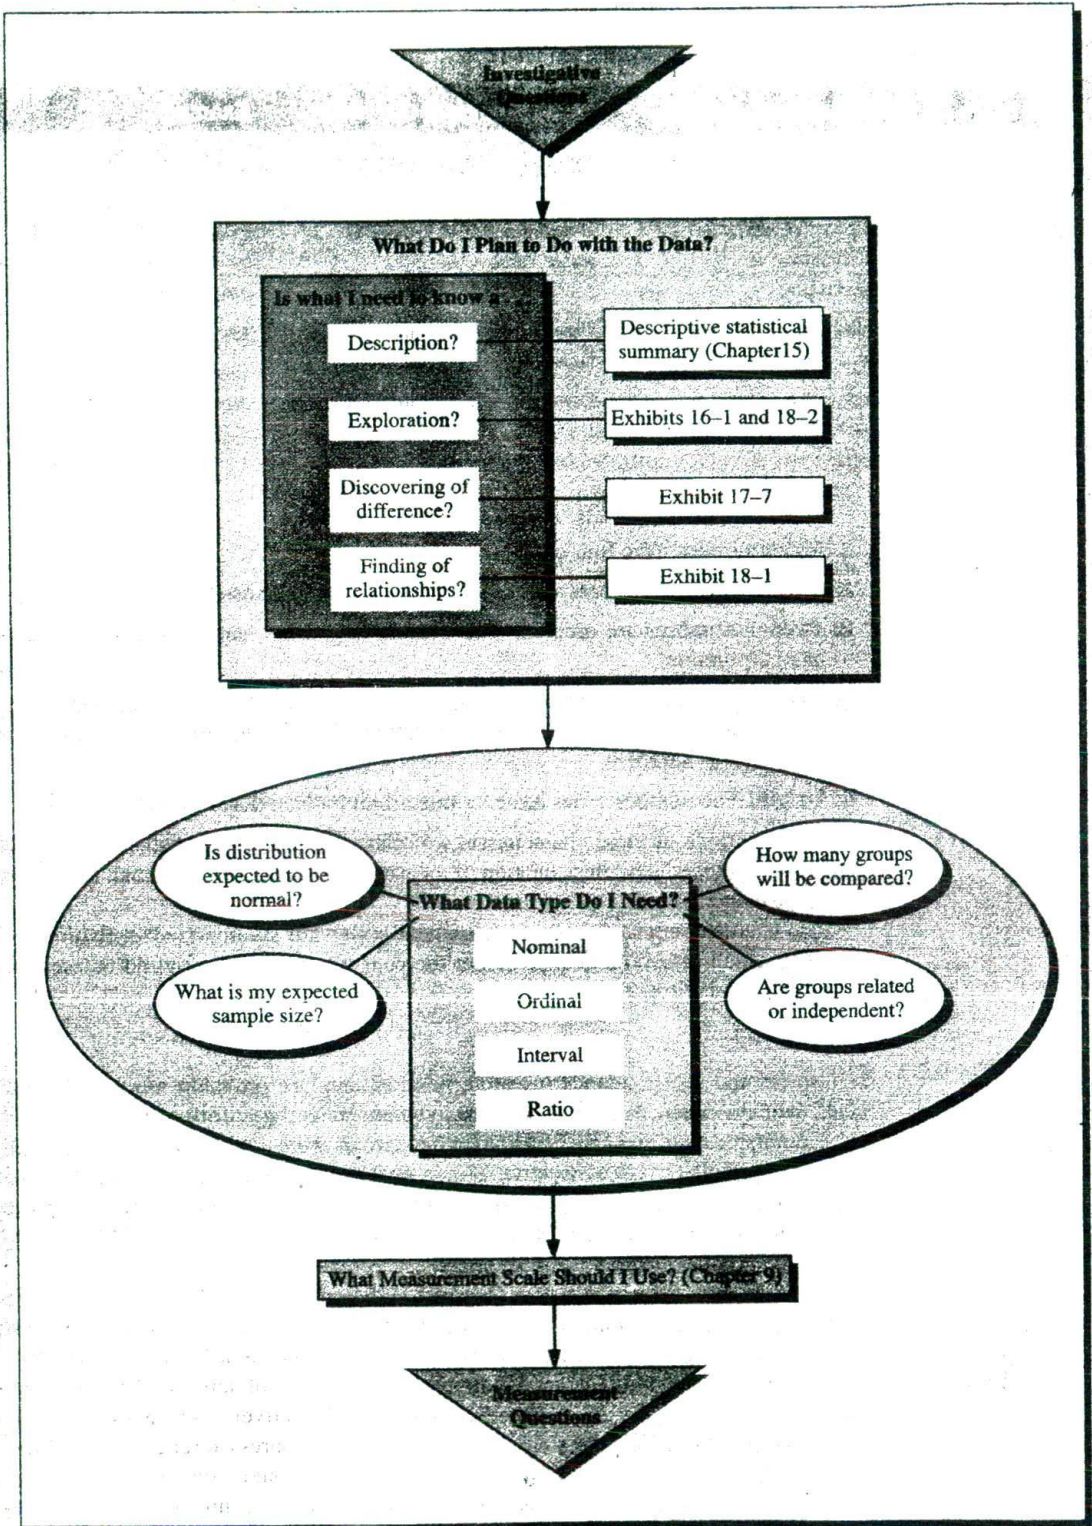 Investigative
Questions
What Do I Plan to Do with the Data?
Is what I need to know a . . .
Description?
Descriptive statistical
summary (Chapter15)
Exploration?
Exhibits 16–1 and 18–2
Discovering of
difference?
Exhibit 17–7
Finding of
relationships?
Exhibit 18–1
Is distribution
expected to be
normal?
How many groups
will be compared?
What Data Type Do I Need?
Nominal
What is my expected
sample size?
Ordinal
Are groups related
or independent?
Interval
Ratio
What Measurement Scale Should I Use? (Chapter 9)
Measurement
Questions